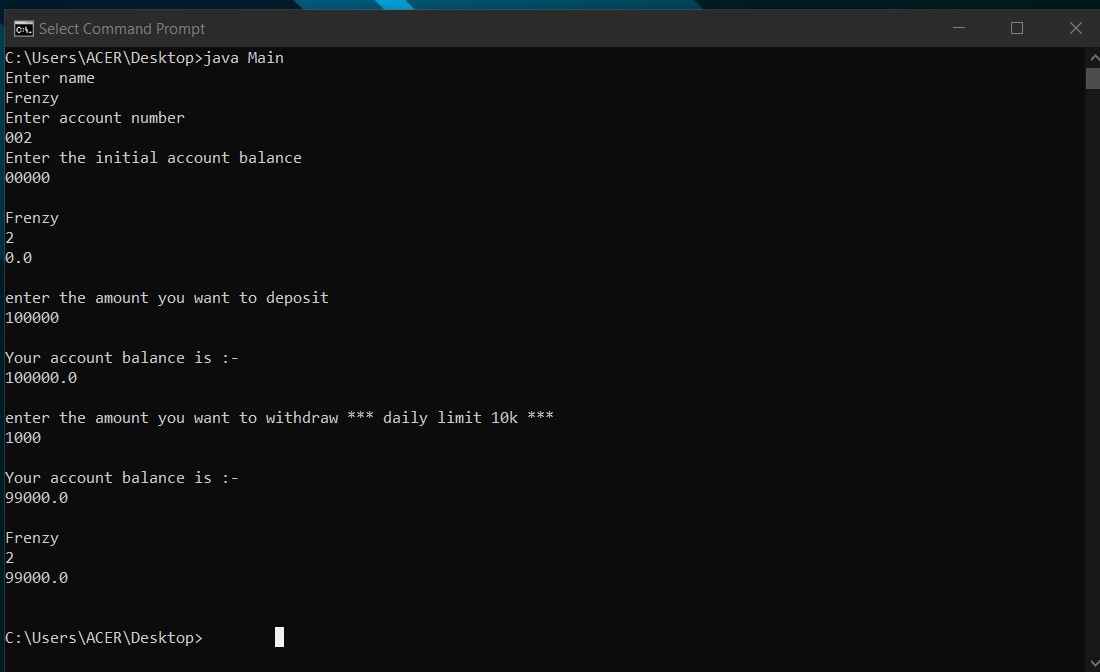 Select Command Prompt
C:\Users\ACER\Desktop>java Main
Enter name
Frenzy
Enter account number
002
Enter the initial account balance
00000
Frenzy
2
0.0
enter the amount you want to deposit
100000
Your account balance is :-
100000.0
enter the amount you want to withdraw *** daily limit 10k ***
1000
Your account balance is :-
99000.0
Frenzy
2
99000.0
C:\Users\ACER\Desktop>